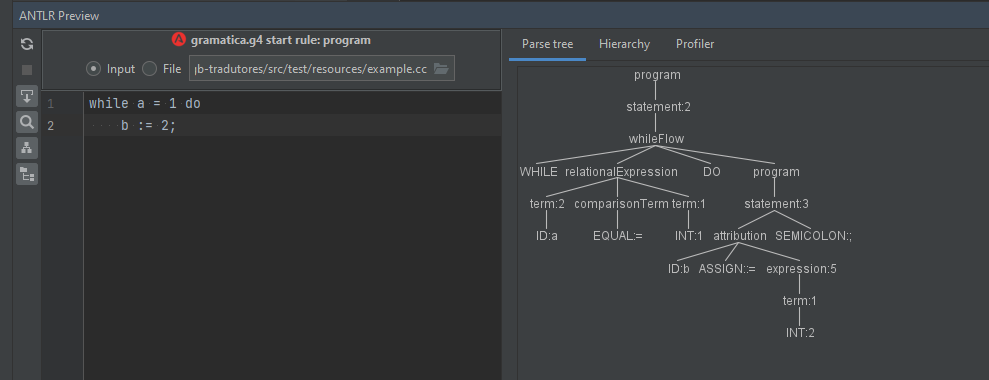 ANTLR Preview
gramatica.g4 start rule: program
Input File ȷb-tradutores/src/test/resources/example.cc
1 while a = 1 do
2 b := 2;
Parse tree Hierarchy Profiler
program
statement:2
whileFlow
WHILE relationalExpression DO program
term:2 comparisonTerm term:1 statement:3
ID:a EQUAL:= INT:1 attribution SEMICOLON:;
ID:b ASSIGN::= expression:5
term:1
INT:2